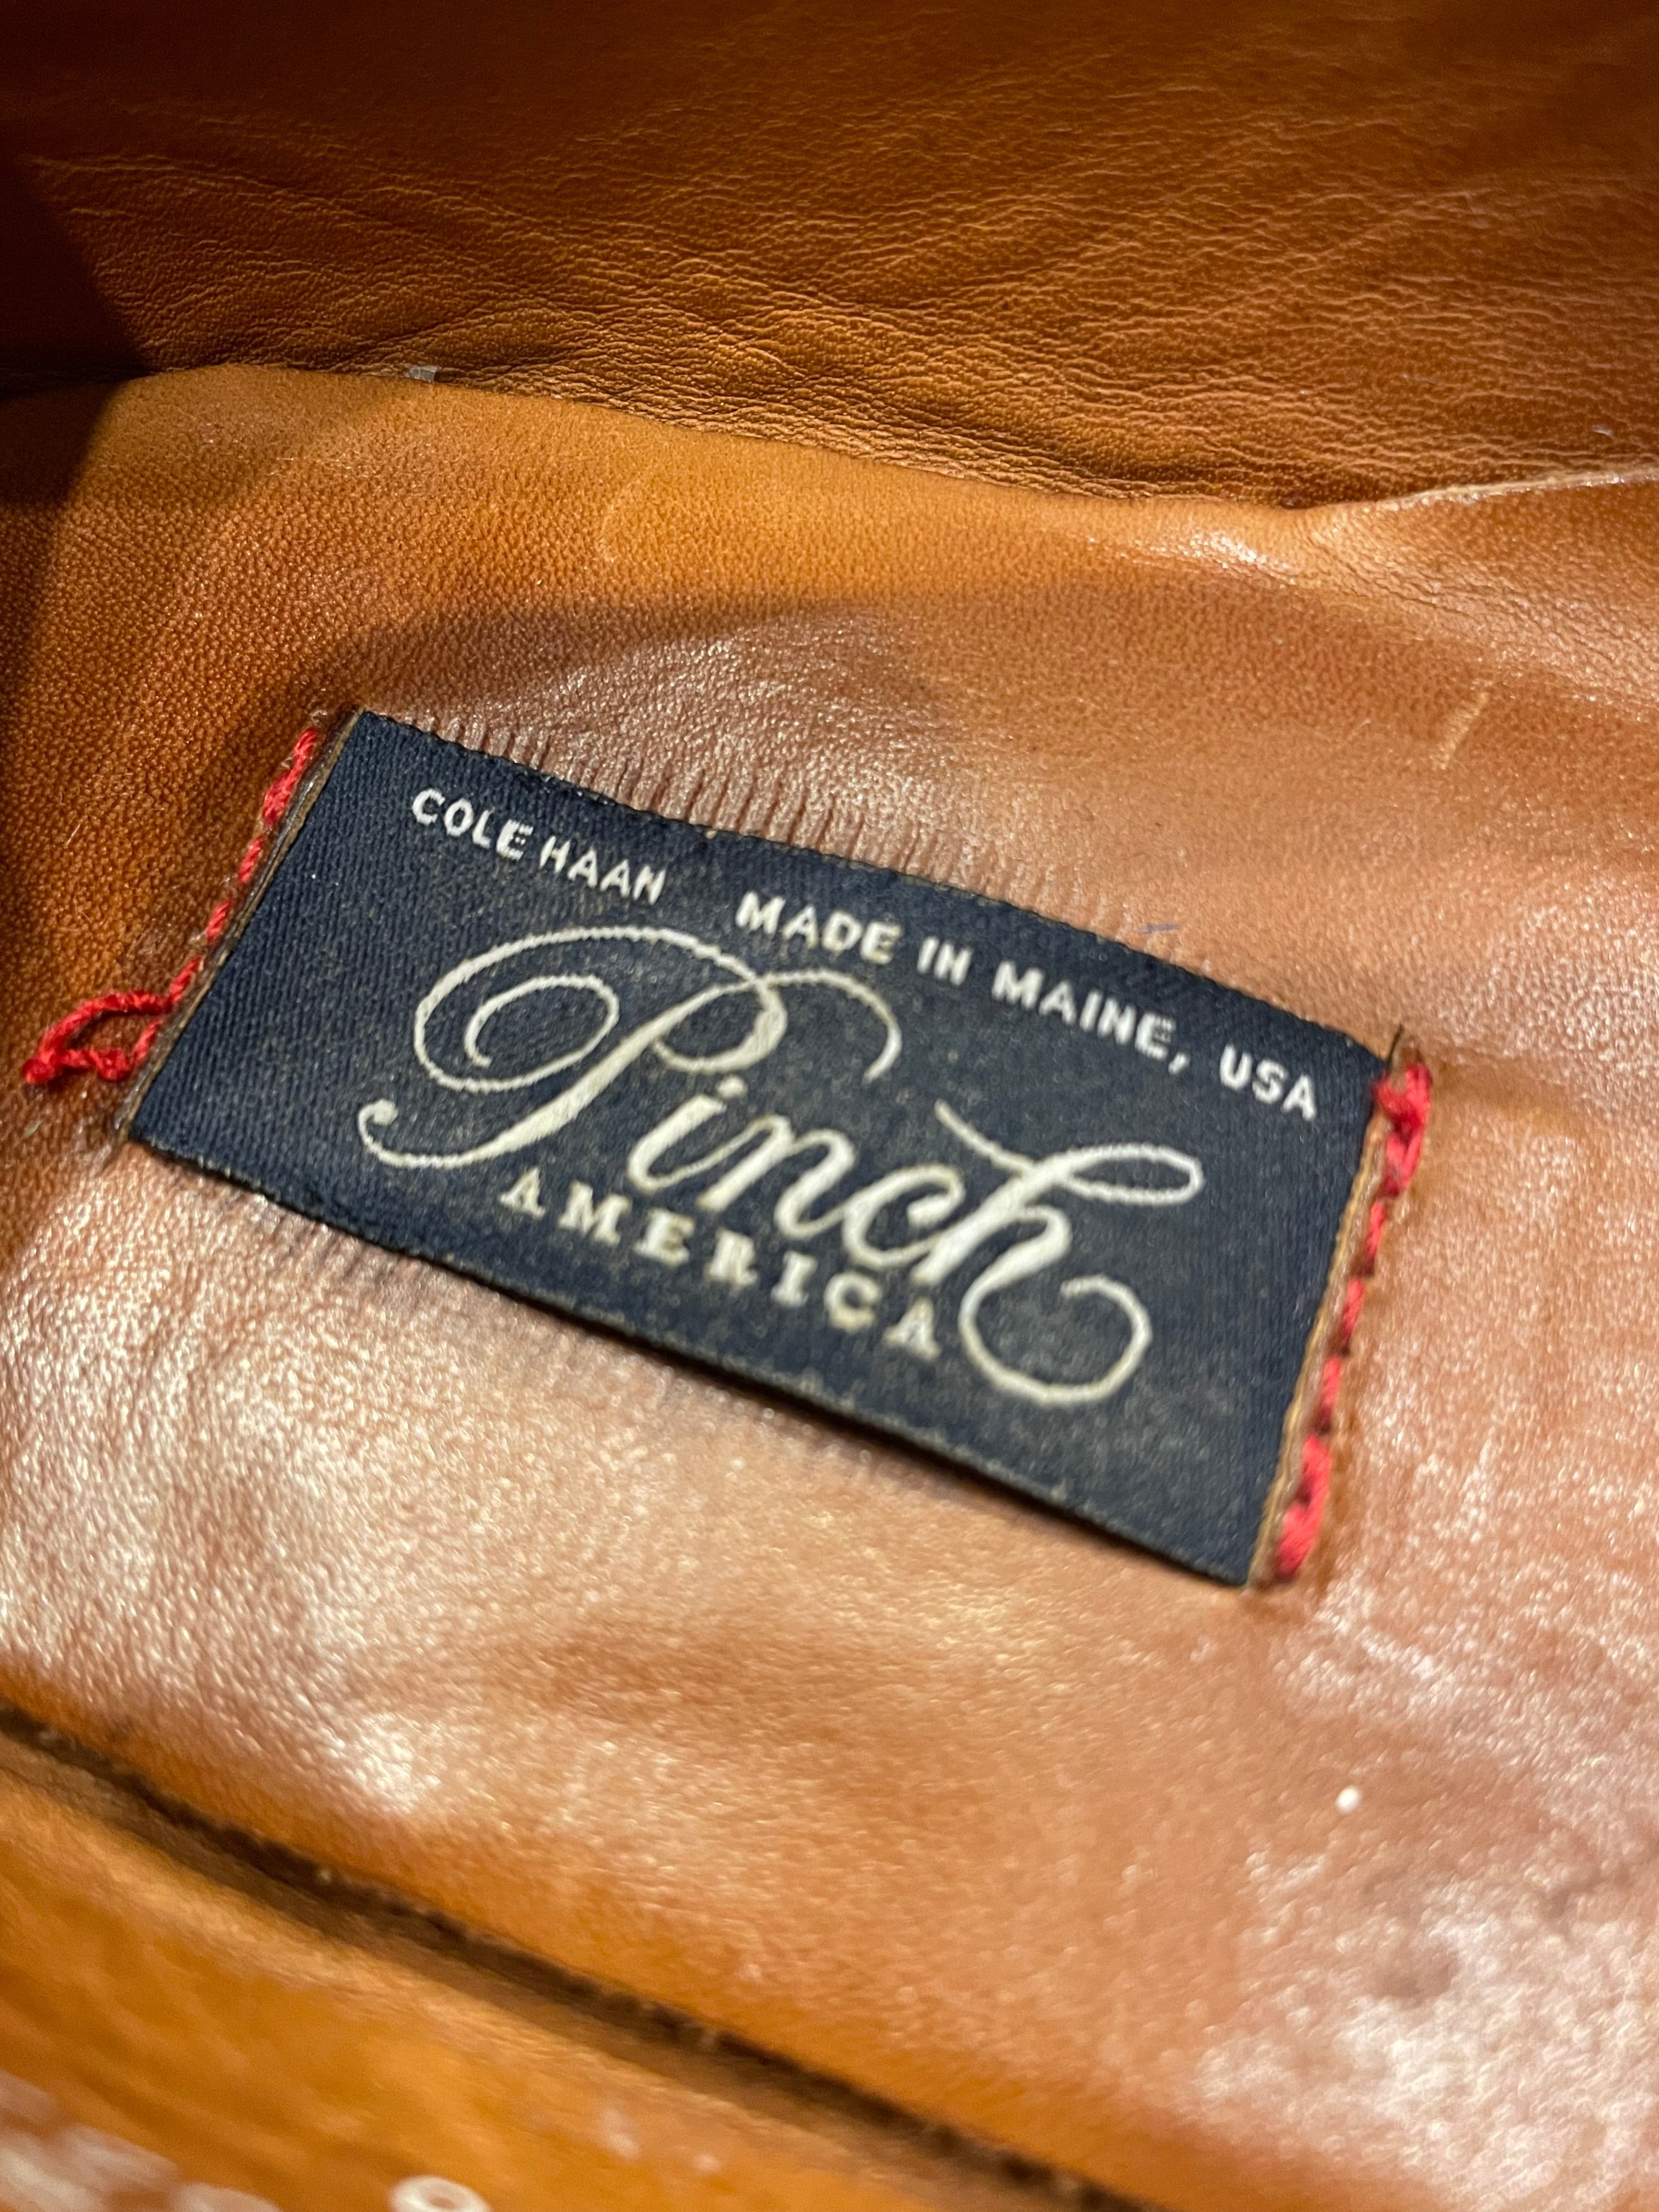 COLE HAAN MADE IN MAINE, USA
Pinch
AMERICA